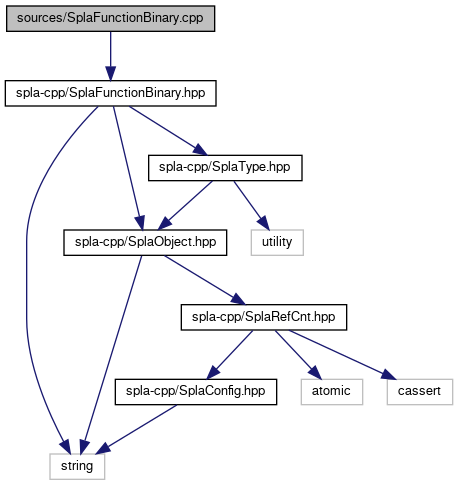 sources/SplaFunctionBinary.cpp
spla-cpp/SplaFunctionBinary.hpp
spla-cpp/SplaType.hpp
spla-cpp/SplaObject.hpp
utility
spla-cpp/SplaRefCnt.hpp
spla-cpp/SplaConfig.hpp
atomic
cassert
string